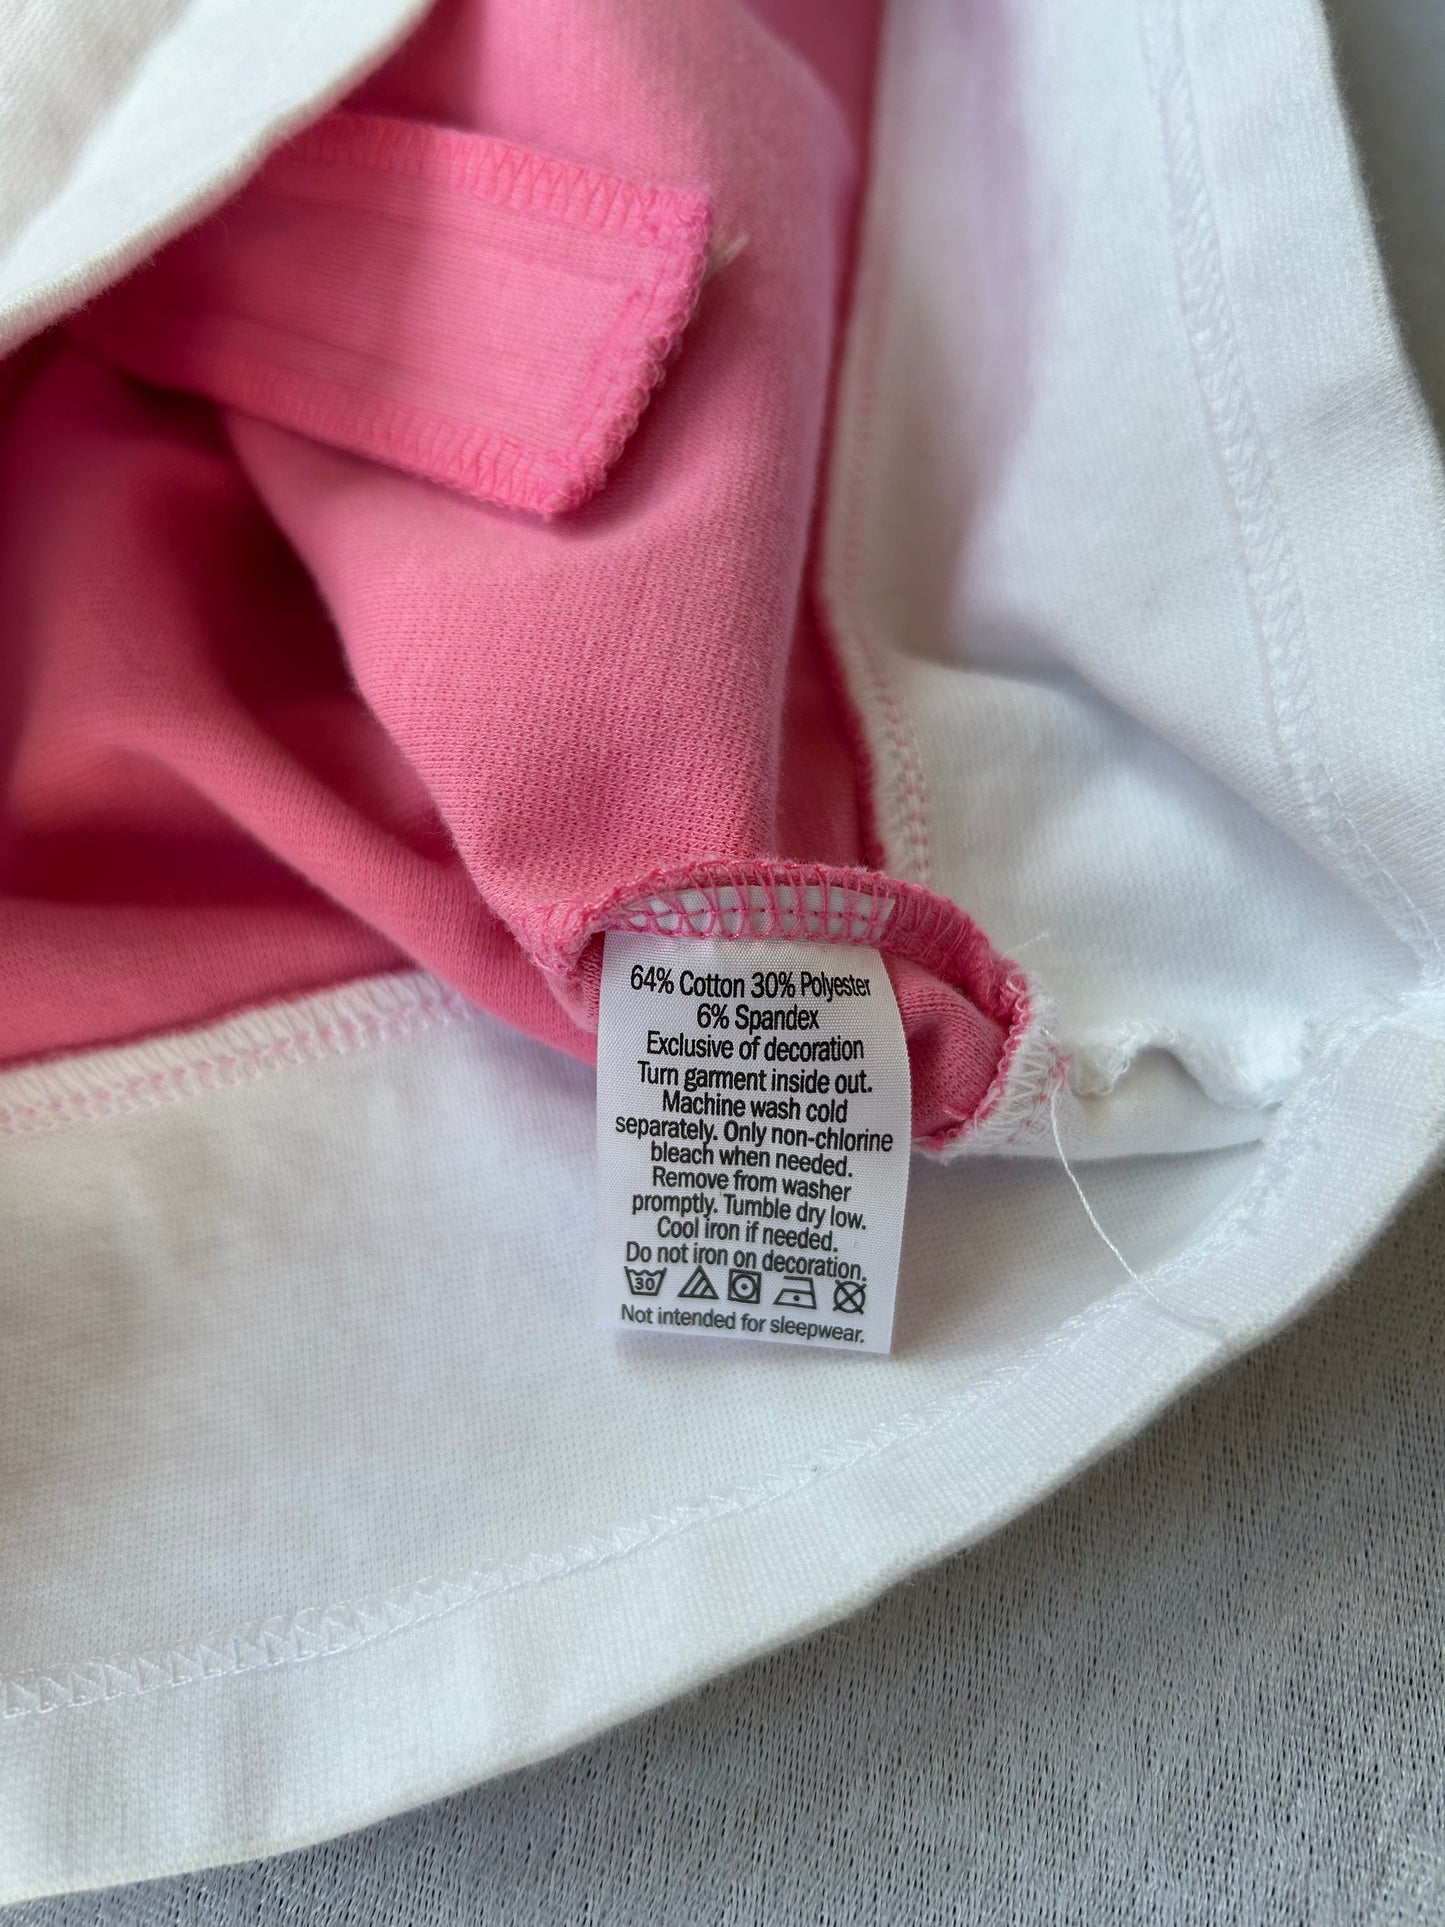 64% Cotton 30% Polyester
6% Spandex
Exclusive of decoration
Turn garment inside out.
Machine wash cold
separately. Only non-chlorine
bleach when needed.
Remove from washer
promptly. Tumble dry low.
Cool iron if needed.
Do not iron on decoration.
30
Not intended for sleepwear.